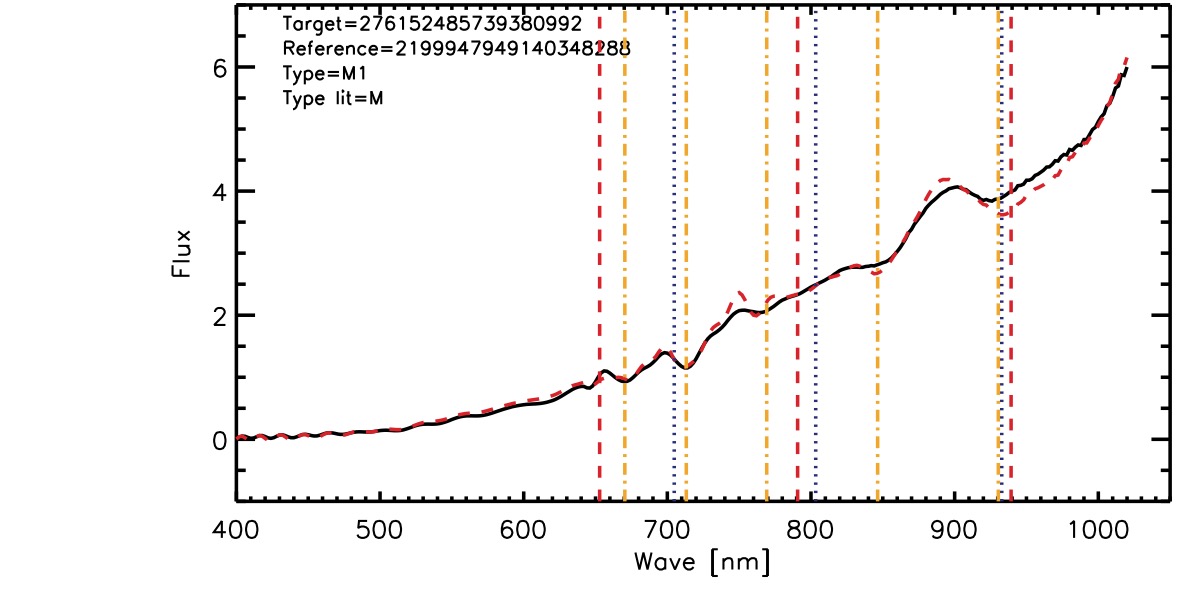 Target=276152485739380992
Reference=2199947949140348288
Type=M1
Type lit=M
6
4
2
0
Flux
400 500 600 700 800 900 1000
Wave [nm]